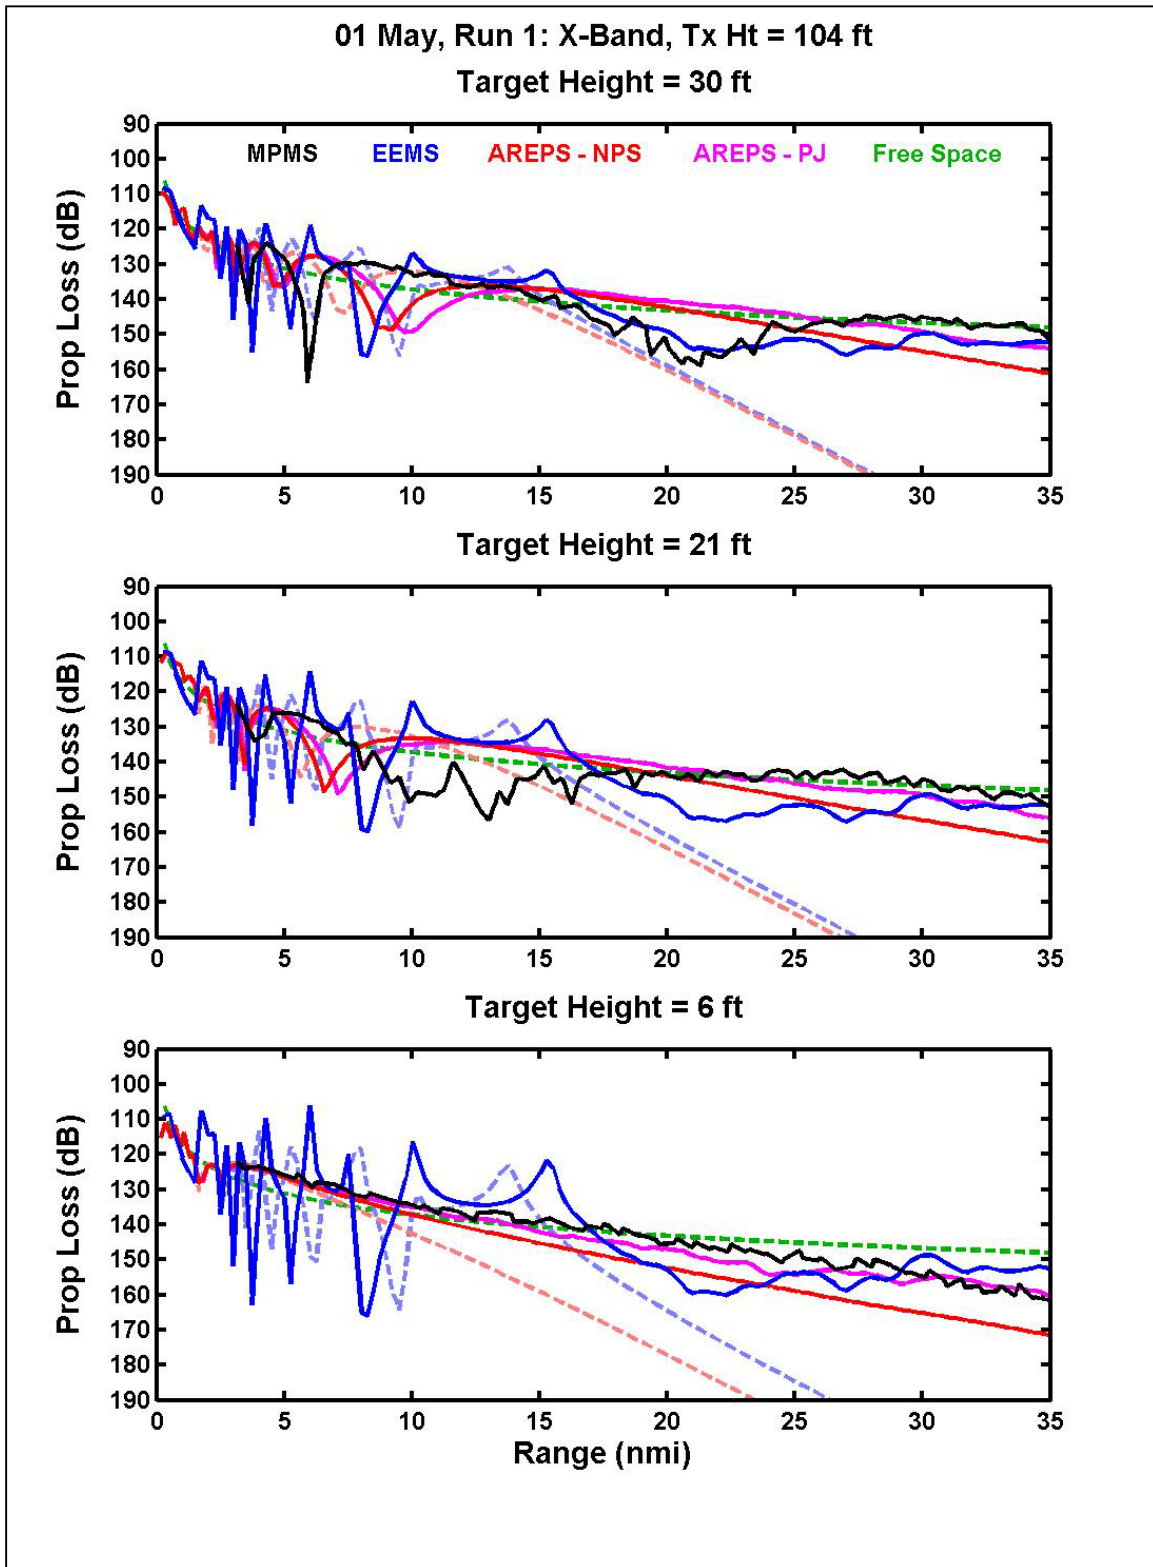 01 May, Run 1: X-Band, Tx Ht = 104 ft
Target Height = 30 ft
90
100
110
120
130
140
150
160
170
180
190
Prop Loss (dB)
MPMS EEMS AREPS - NPS AREPS - PJ Free Space
0 5 10 15 20 25 30 35
Target Height = 21 ft
90
100
110
120
130
140
150
160
170
180
190
Prop Loss (dB)
0 5 10 15 20 25 30 35
Target Height = 6 ft
90
100
110
120
130
140
150
160
170
180
190
Prop Loss (dB)
0 5 10 15 20 25 30 35
Range (nmi)